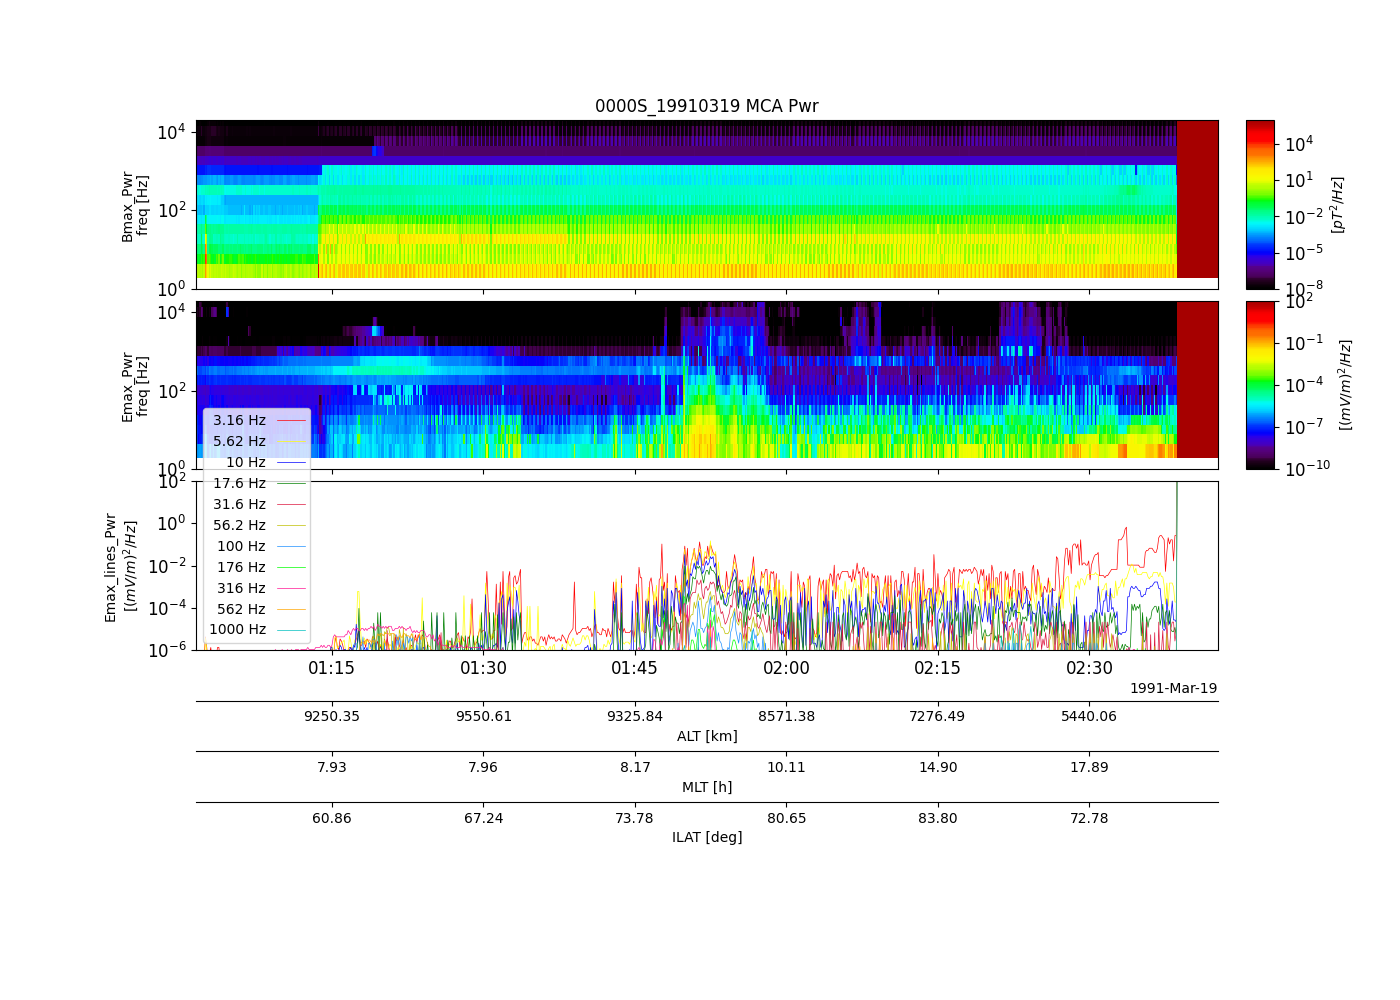 0000S_19910319 MCA Pwr
Bmax_Pwr
freq [Hz]
10^4
10^2
10^0
10^4
10^1
10^-2
10^-5
10^-8
[pT^2/Hz]
Emax_Pwr
freq [Hz]
10^4
10^2
10^0
10^2
10^-1
10^-4
10^-7
10^-10
[(mV/m)^2/Hz]
3.16 Hz
5.62 Hz
10 Hz
17.6 Hz
31.6 Hz
56.2 Hz
100 Hz
176 Hz
316 Hz
562 Hz
1000 Hz
Emax_lines_Pwr
[(mV/m)^2/Hz]
10^2
10^0
10^-2
10^-4
10^-6
01:15 01:30 01:45 02:00 02:15 02:30
1991-Mar-19
9250.35 9550.61 9325.84 8571.38 7276.49 5440.06
ALT [km]
7.93 7.96 8.17 10.11 14.90 17.89
MLT [h]
60.86 67.24 73.78 80.65 83.80 72.78
ILAT [deg]